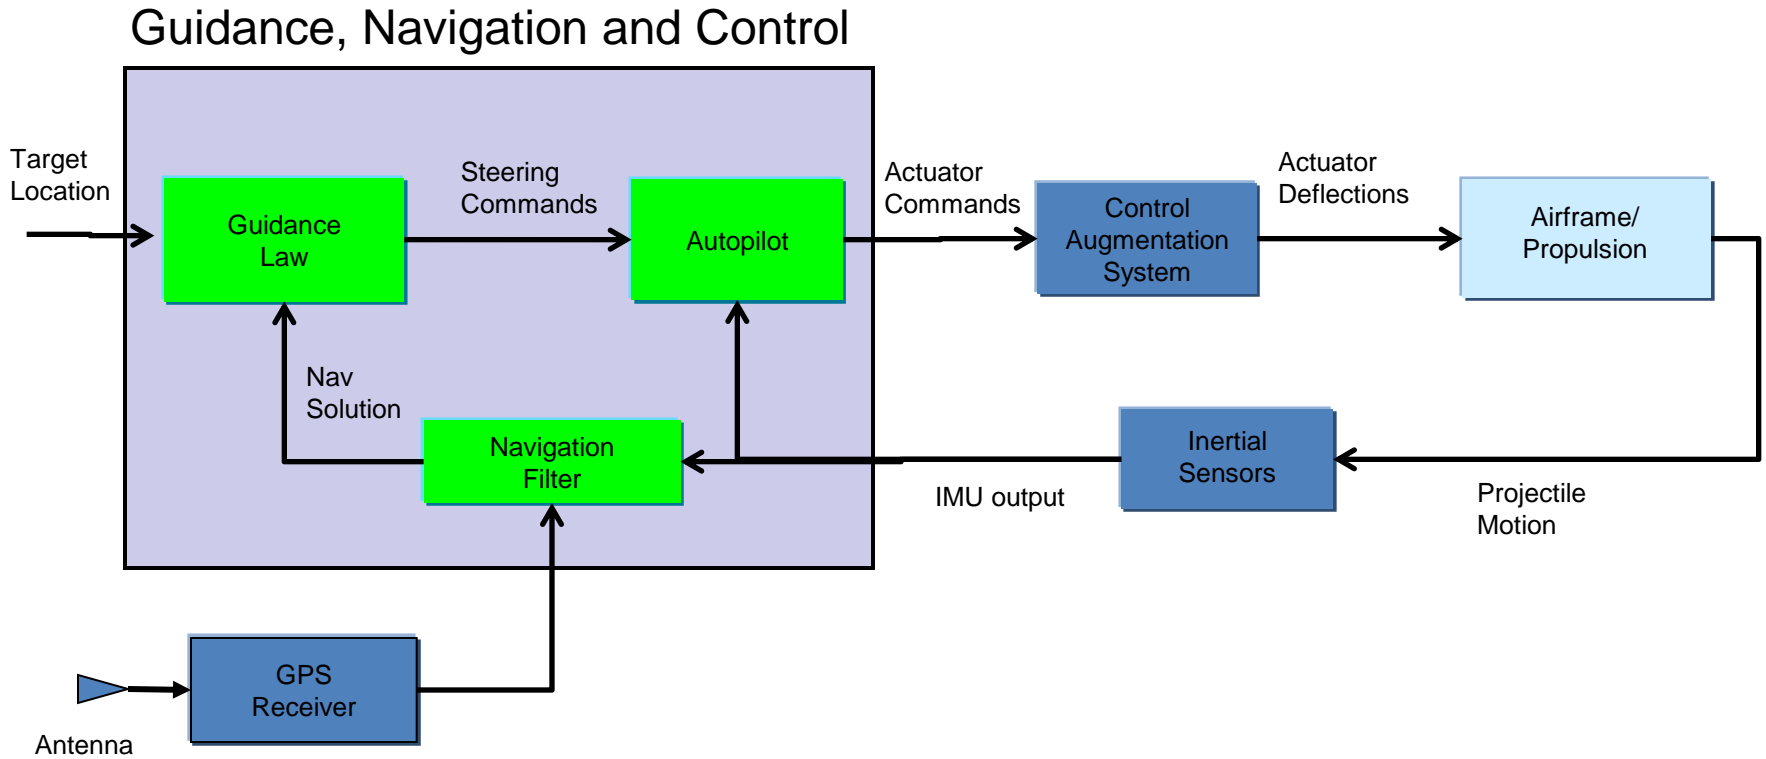 Guidance, Navigation and Control
Target
Location
Guidance
Law
Steering
Commands
Autopilot
Actuator
Commands
Control
Augmentation
System
Actuator
Deflections
Airframe/
Propulsion
Nav
Solution
Navigation
Filter
IMU output
Inertial
Sensors
Projectile
Motion
GPS
Receiver
Antenna